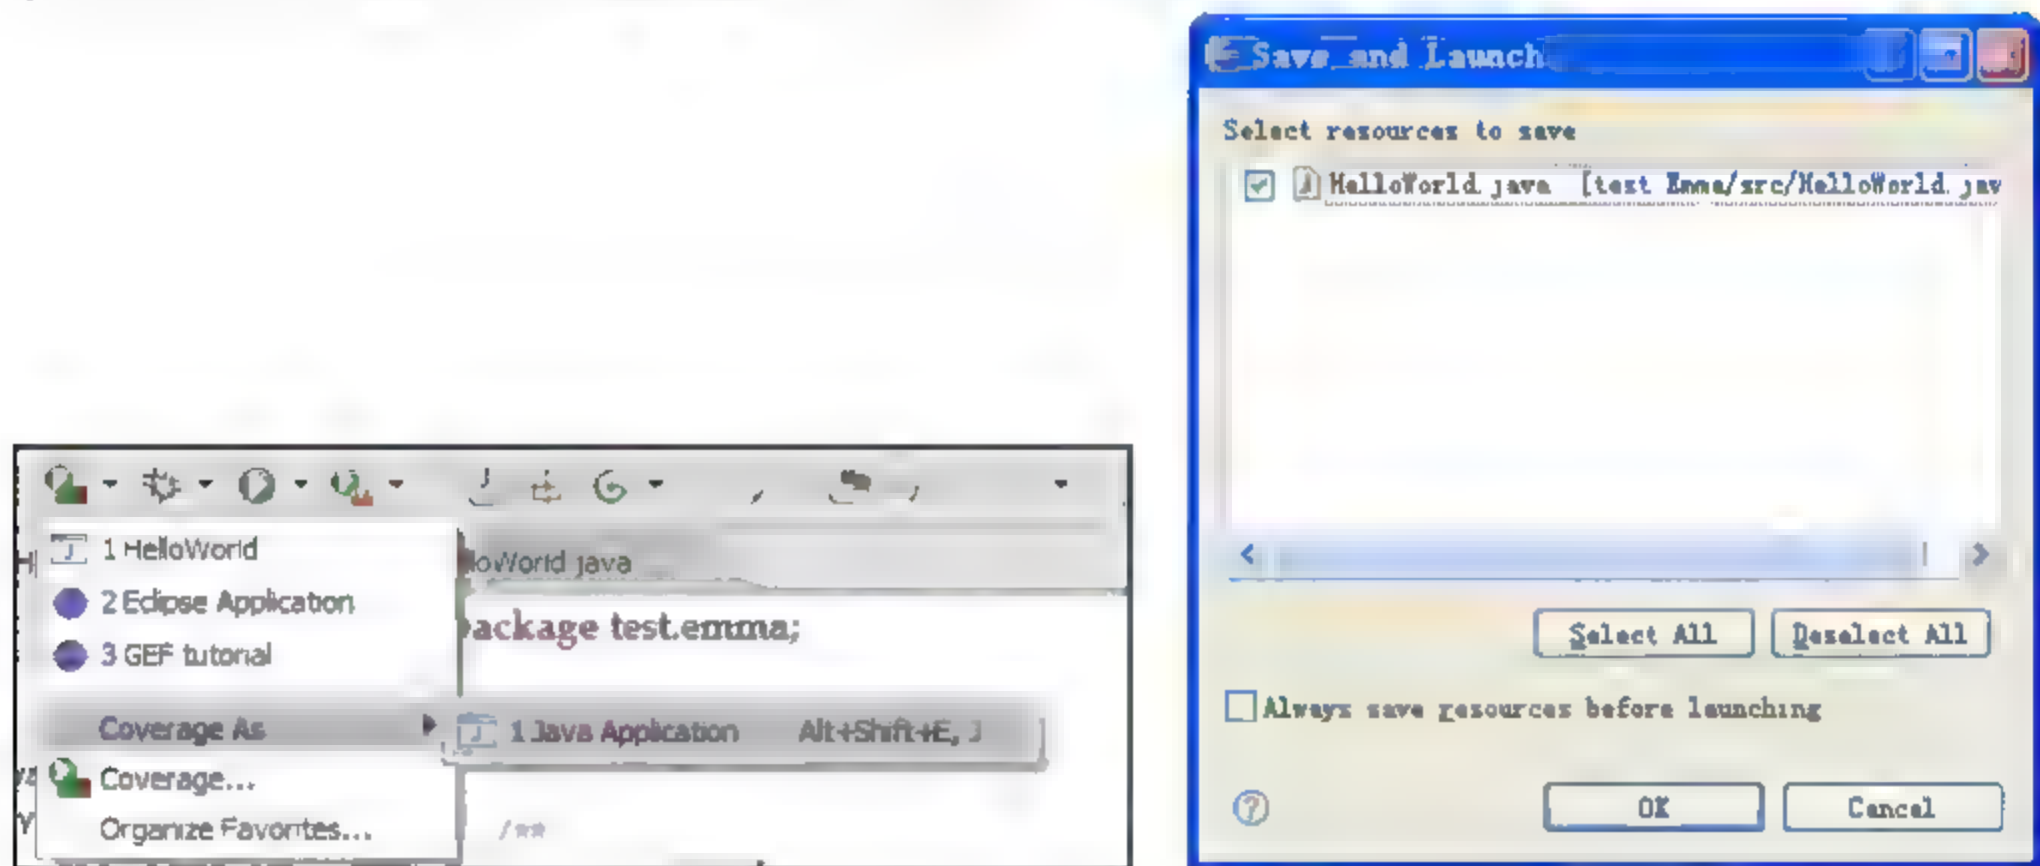 1 HelloWorld
2 Eclipse Application
3 GEF tutorial
Coverage As
Coverage...
Organize Favorites...
loWorld java
ackage test.emma;
1 Java Application Alt+Shift+E, J
/**
Save and Launch
Select resources to save
HelloWorld.java [test Emma/src/HelloWorld.jav
Select All Deselect All
Always save resources before launching
OK Cancel